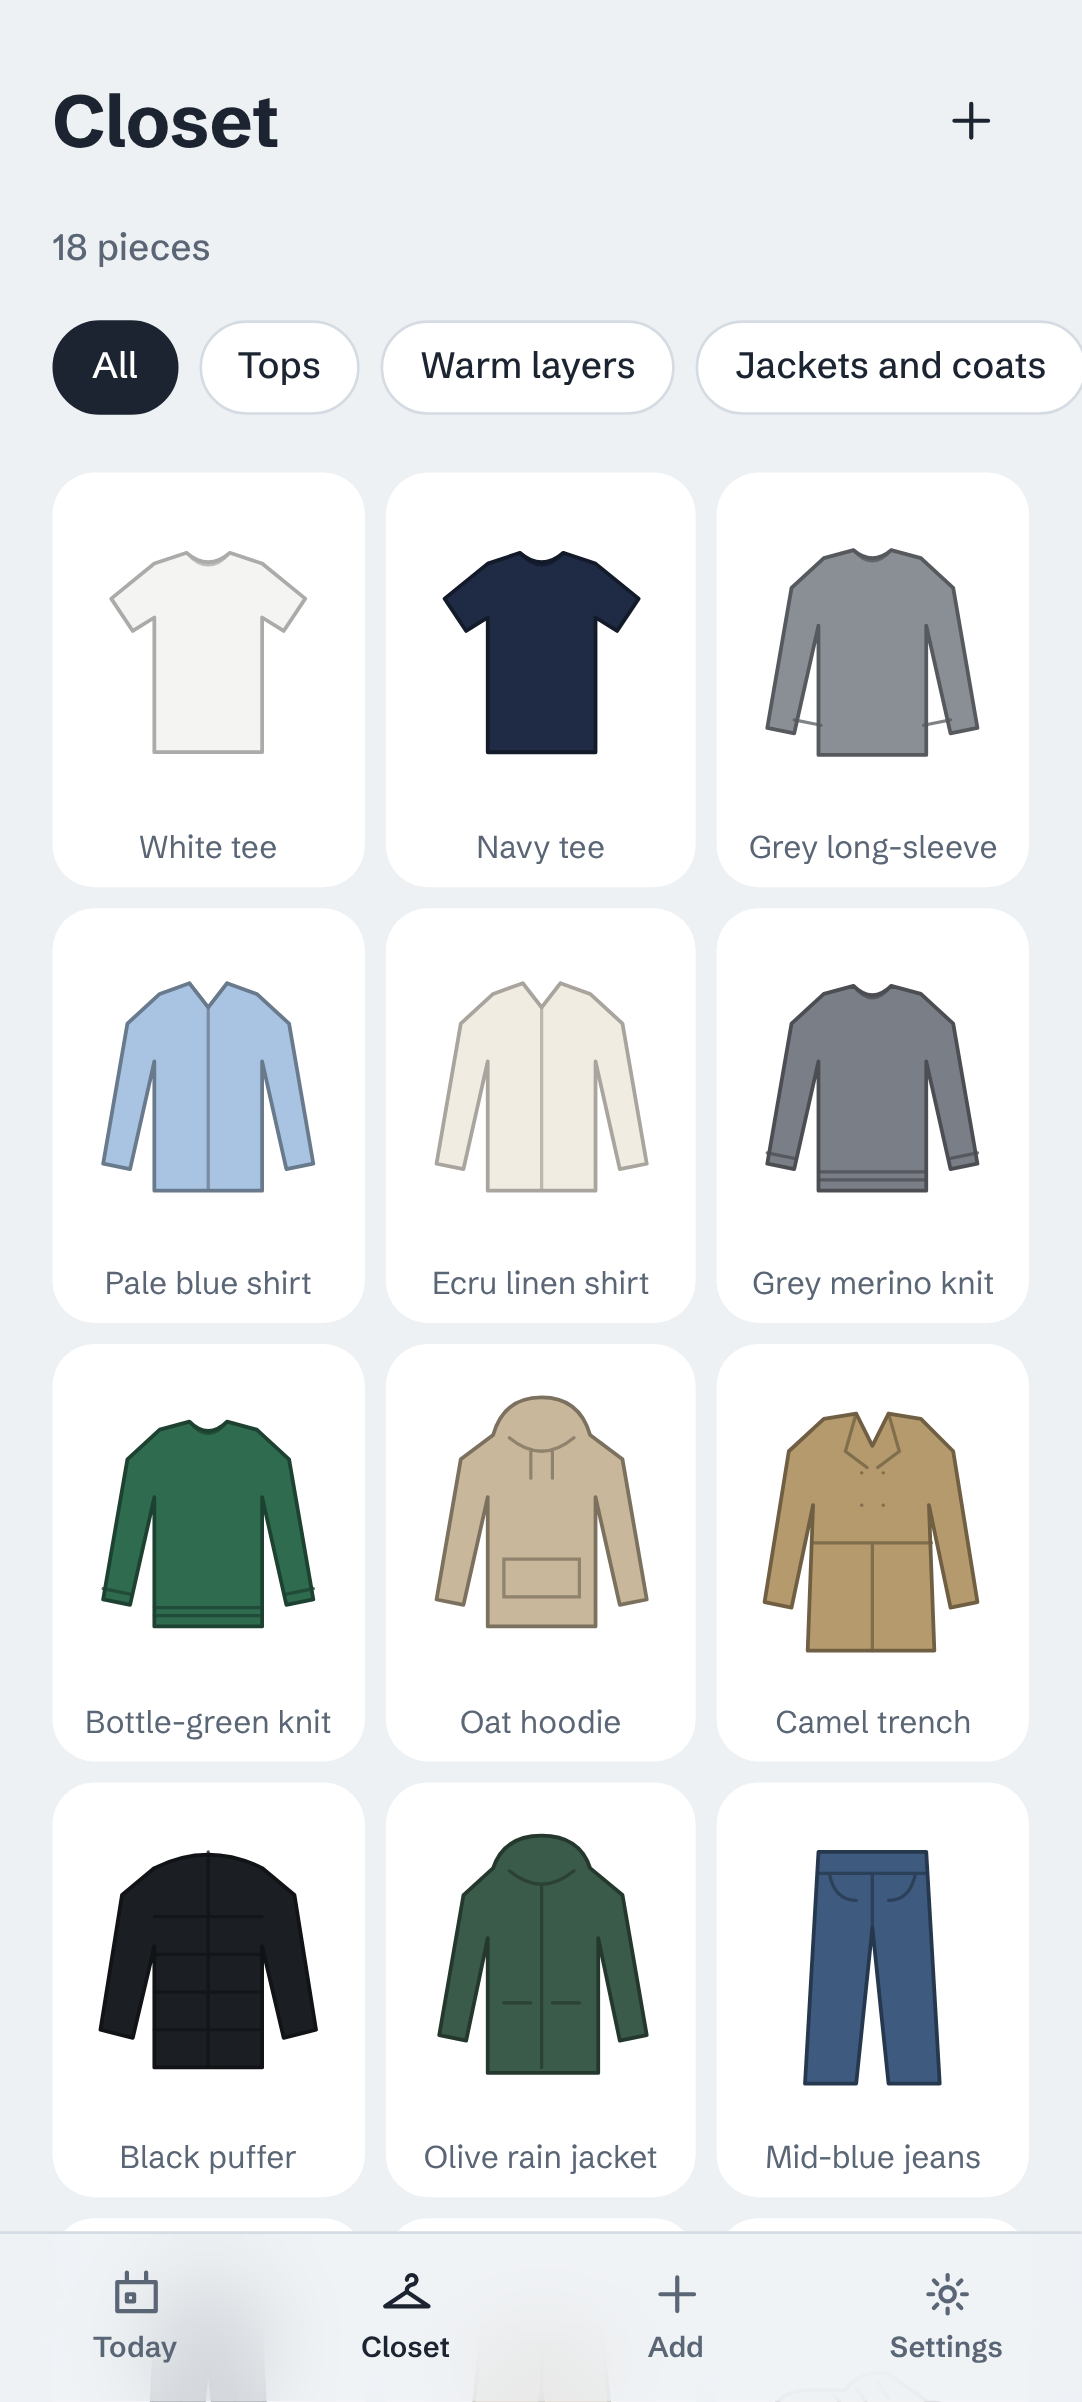 Closet
18 pieces
All
Tops
Warm layers
Jackets and coats
White tee
Navy tee
Grey long-sleeve
Pale blue shirt
Ecru linen shirt
Grey merino knit
Bottle-green knit
Oat hoodie
Camel trench
Black puffer
Olive rain jacket
Mid-blue jeans
Today
Closet
Add
Settings